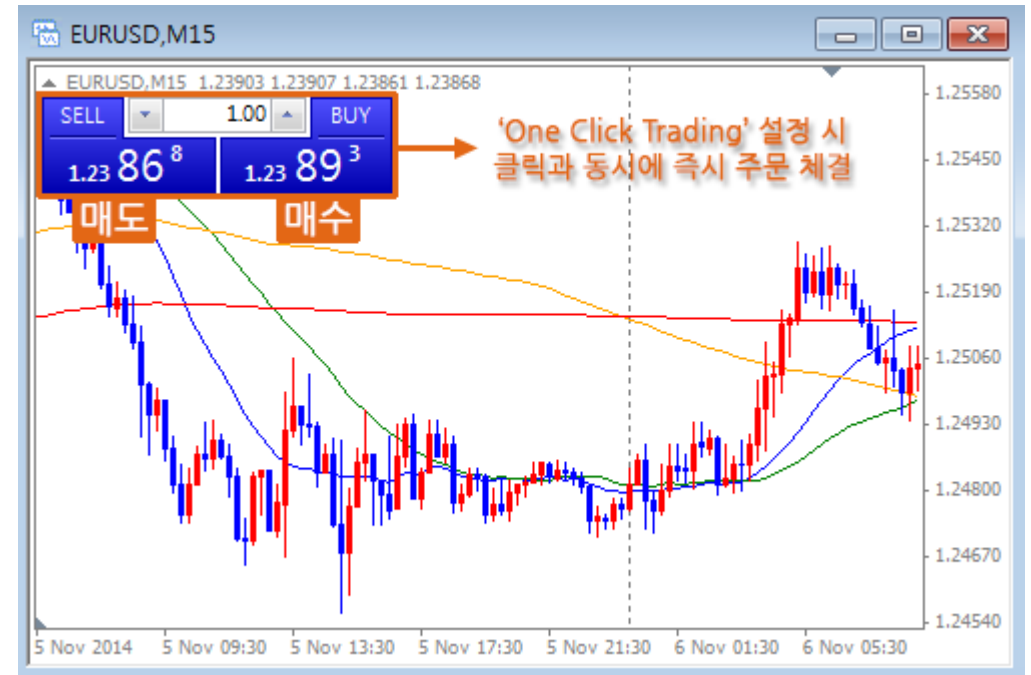 EURUSD,M15
EURUSD,M15 1.23903 1.23907 1.23861 1.23868
SELL 1.00 BUY
1.23 86 8 1.23 89 3
매도 매수
'One Click Trading' 설정 시
클릭과 동시에 즉시 주문 체결
1.25580
1.25450
1.25320
1.25190
1.25060
1.24930
1.24800
1.24670
1.24540
5 Nov 2014 5 Nov 09:30 5 Nov 13:30 5 Nov 17:30 5 Nov 21:30 6 Nov 01:30 6 Nov 05:30